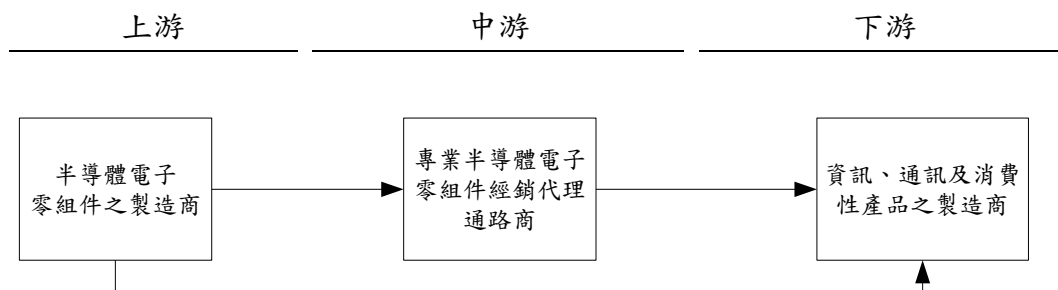 上游
中游
下游
半導體電子
零組件之製造商
專業半導體電子
零組件經銷代理
通路商
資訊、通訊及消費
性產品之製造商